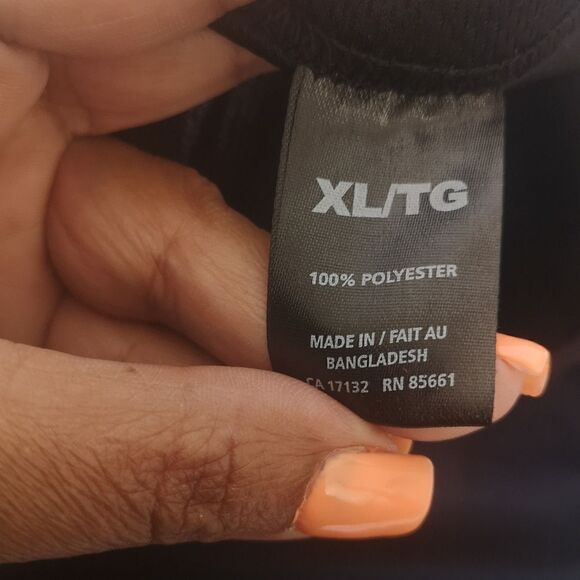 XL/TG
100% POLYESTER
MADE IN / FAIT AU
BANGLADESH
CA 17132 RN 85661